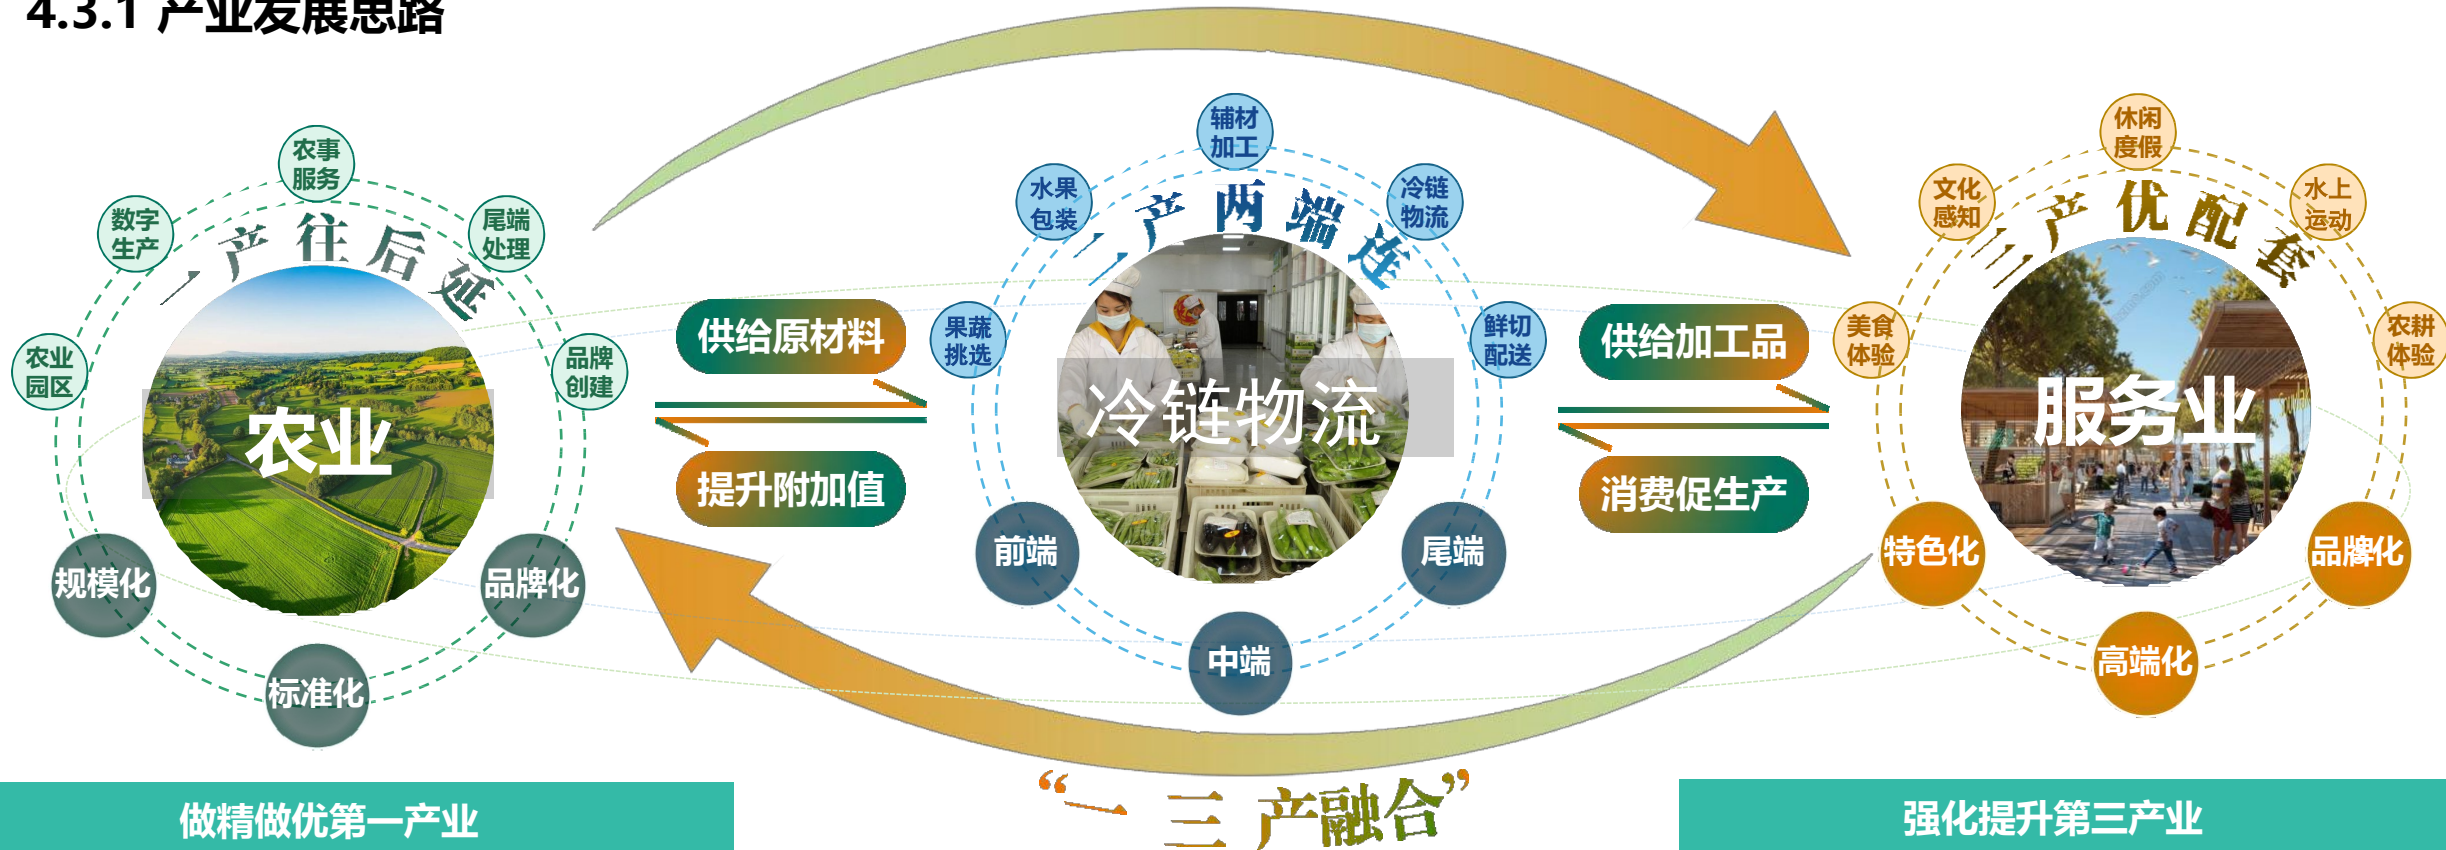 4.3.1 产业发展思路
农事
服务
数字
生产
尾端
处理
农业
园区
品牌
创建
一产往后延
农业
规模化
标准化
品牌化
供给原材料
提升附加值
辅材
加工
水果
包装
冷链
物流
果蔬
挑选
鲜切
配送
二产两端连
冷链物流
前端
中端
尾端
供给加工品
消费促生产
休闲
度假
文化
感知
水上
运动
美食
体验
农耕
体验
三产优配套
服务业
特色化
高端化
品牌化
“一三产融合”
做精做优第一产业
强化提升第三产业